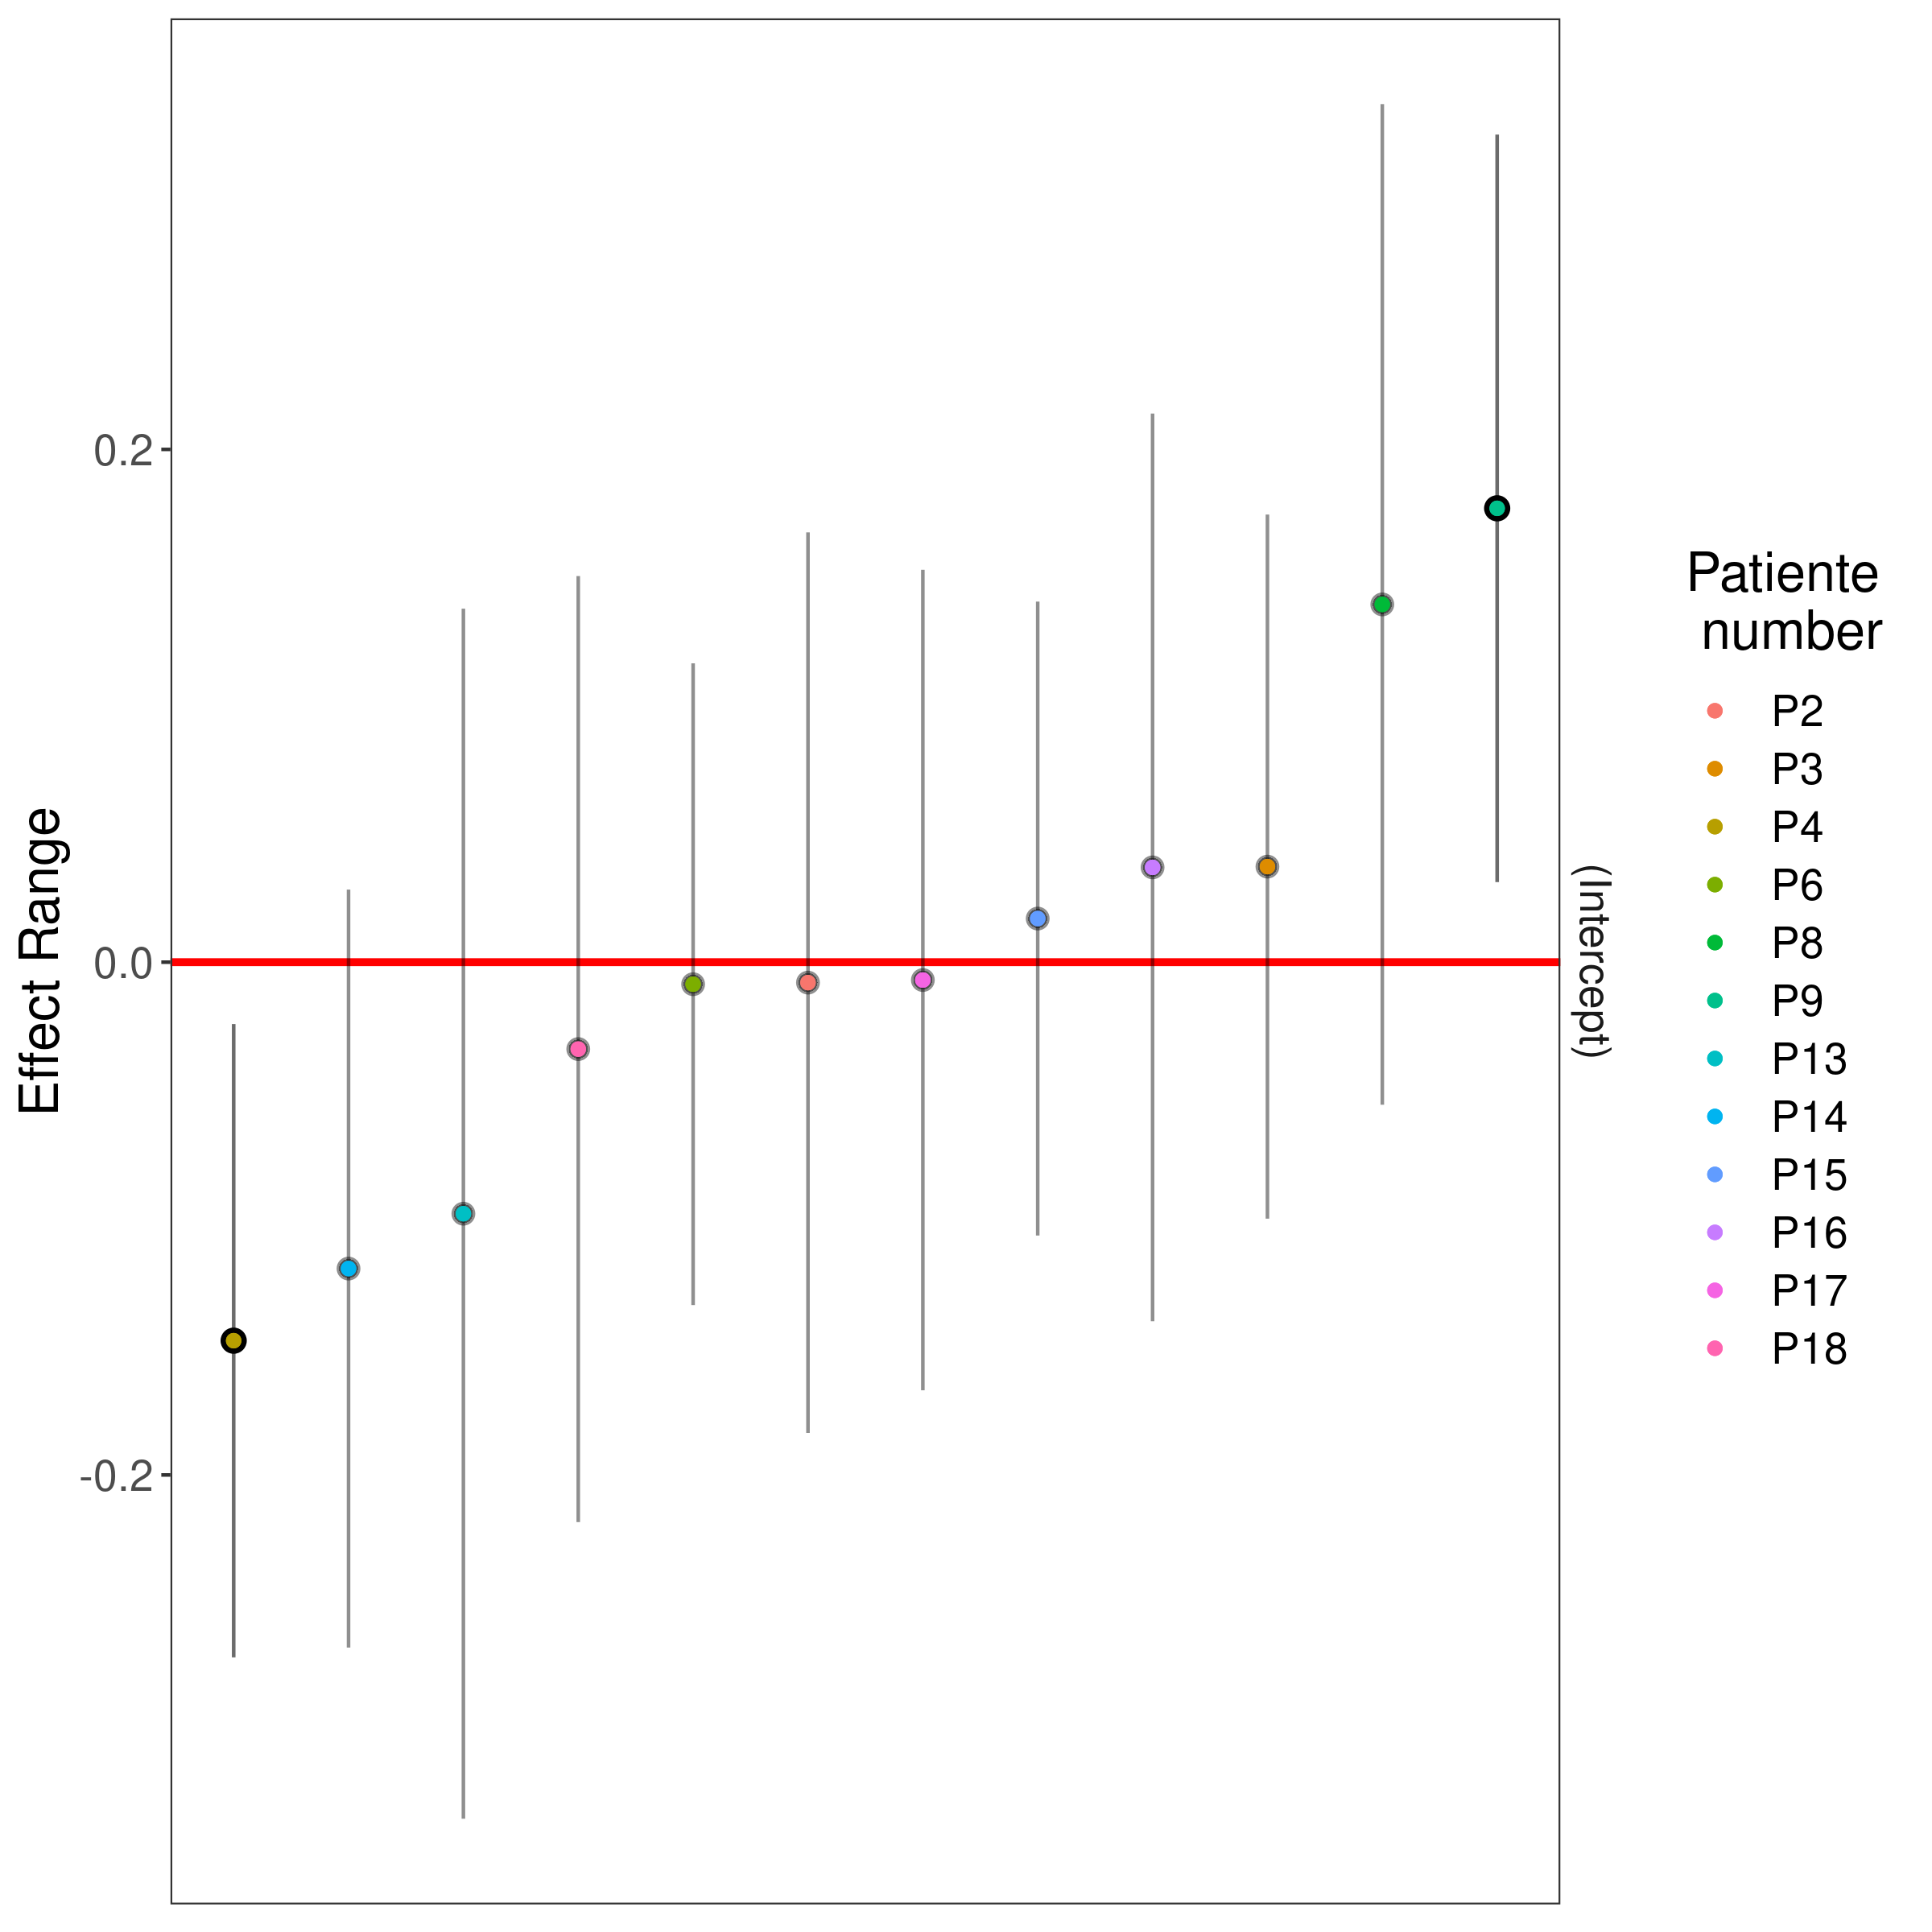 Effect Range
0.2
0.0
-0.2
(Intercept)
Patiente
number
P2
P3
P4
P6
P8
P9
P13
P14
P15
P16
P17
P18